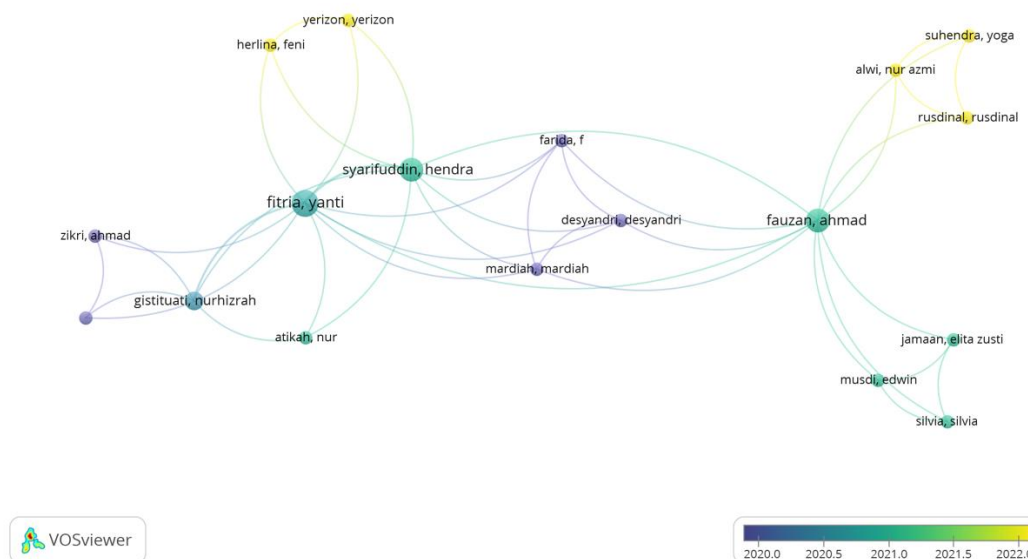 yerizon, yerizon
herlina, feni
suhendra, yoga
alwi, nur azmi
rusdinal, rusdinal
farida, f
syarifuddin, hendra
fitria, yanti
desyandri, desyandri
fauzan, ahmad
zikri, ahmad
mardiah, mardiah
gistituati, nurhizrah
atikah, nur
jamaan, elita zusti
musdi, edwin
silvia, silvia
VOSviewer
2020.0 2020.5 2021.0 2021.5 2022.0